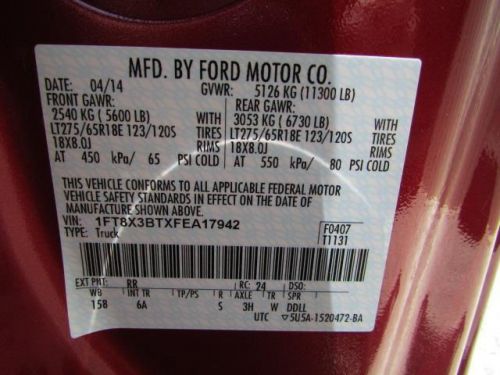 MFD. BY FORD MOTOR CO.
DATE: 04/14 GVWR: 5126 KG (11300 LB)
FRONT GAWR: REAR GAWR:
2540 KG ( 5600 LB) WITH 3053 KG ( 6730 LB) WITH
LT275/65R18E 123/120S TIRES LT275/65R18E 123/120S TIRES
18X8.0J RIMS 18X8.0J RIMS
AT 450 kPa/ 65 PSI COLD AT 550 kPa/ 80 PSI COLD
THIS VEHICLE CONFORMS TO ALL APPLICABLE FEDERAL MOTOR
VEHICLE SAFETY STANDARDS IN EFFECT ON THE DATE OF
MANUFACTURE SHOWN ABOVE.
VIN: 1FT8X3BTXFEA17942 F0407
TYPE: Truck T1131
EXT PNT: RR RC: 24 DSO:
WB INT TR TP/PS R AXLE TR SPR
158 6A S 3H W DDLL
UTC ▽5U5A-1520472-BA